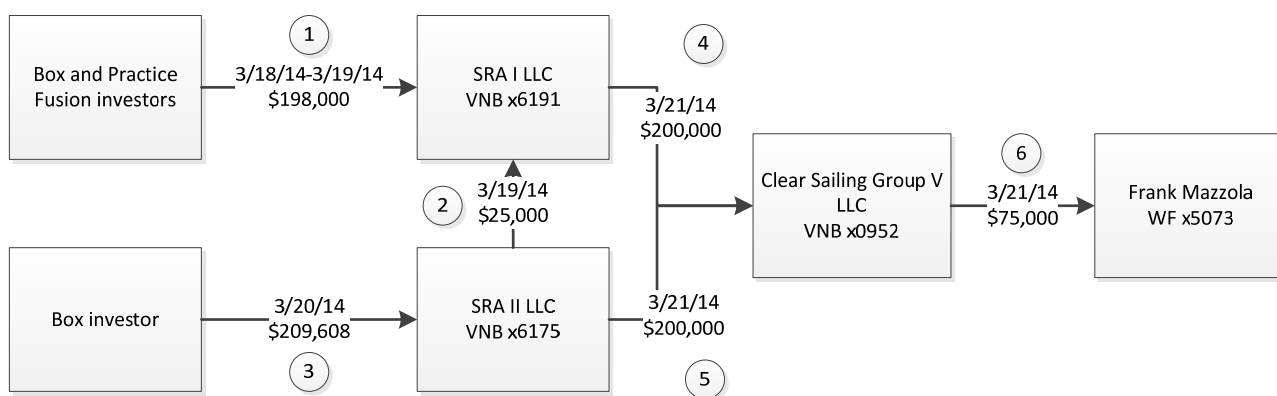 1
3/18/14-3/19/14
$198,000
Box and Practice
Fusion investors
SRA I LLC
VNB x6191
4
3/21/14
$200,000
2
3/19/14
$25,000
Clear Sailing Group V
LLC
VNB x0952
6
3/21/14
$75,000
Frank Mazzola
WF x5073
Box investor
3/20/14
$209,608
3
SRA II LLC
VNB x6175
3/21/14
$200,000
5